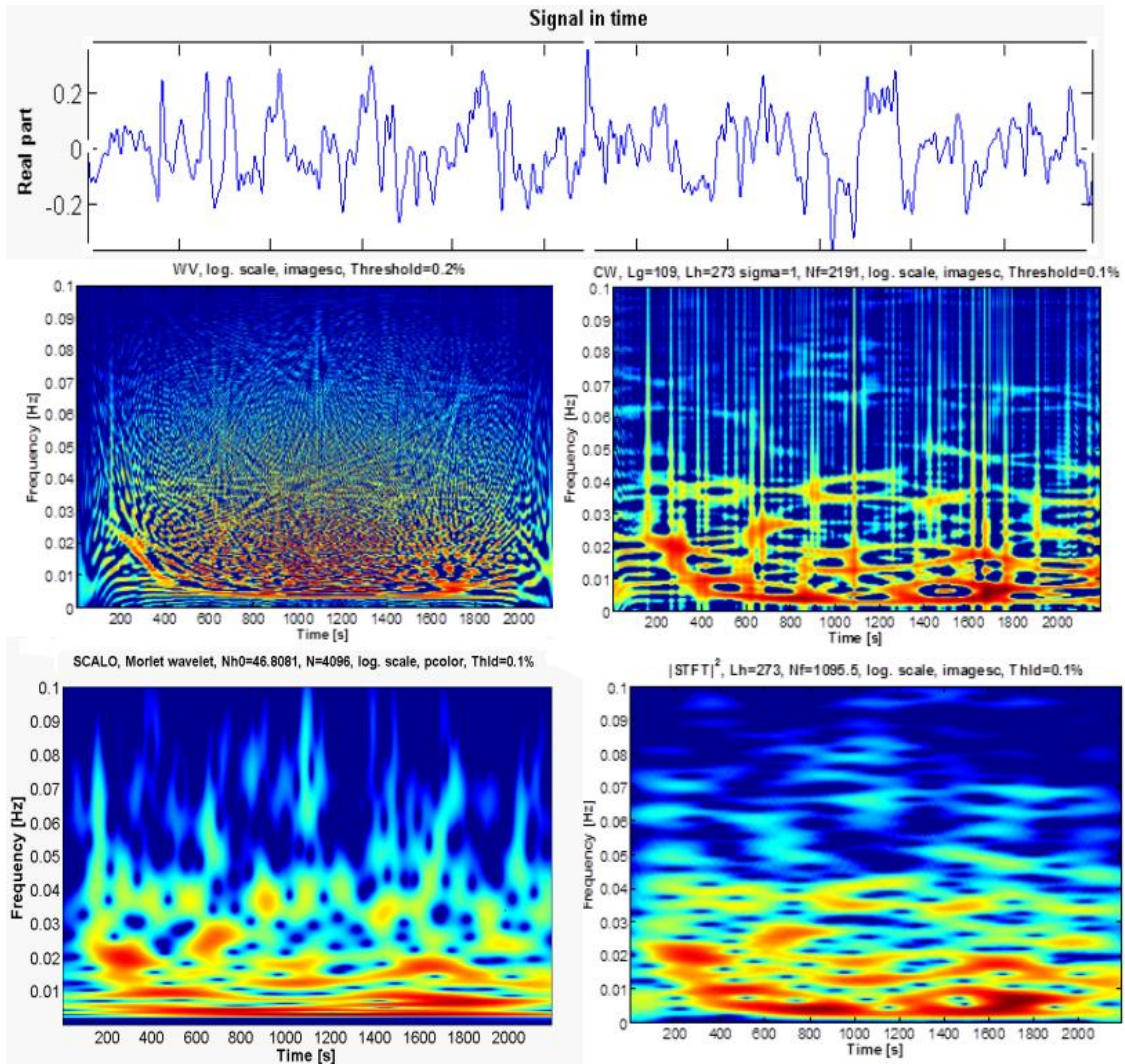 Signal in time
Real part
0.2
0
-0.2
WV, log. scale, imagesc, Threshold=0.2%
Frequency [Hz]
0.1
0.09
0.08
0.07
0.06
0.05
0.04
0.03
0.02
0.01
0
200 400 600 800 1000 1200 1400 1600 1800 2000
Time [s]
CW, Lg=109, Lh=273 sigma=1, Nf=2191, log. scale, imagesc, Threshold=0.1%
Frequency [Hz]
0.1
0.09
0.08
0.07
0.06
0.05
0.04
0.03
0.02
0.01
0
200 400 600 800 1000 1200 1400 1600 1800 2000
Time [s]
SCALO, Morlet wavelet, Nh0=46.8081, N=4096, log. scale, pcolor, Thld=0.1%
Frequency [Hz]
0.1
0.09
0.08
0.07
0.06
0.05
0.04
0.03
0.02
0.01
200 400 600 800 1000 1200 1400 1600 1800 2000
Time [s]
|STFT|², Lh=273, Nf=1095.5, log. scale, imagesc, Thld=0.1%
Frequency [Hz]
0.1
0.09
0.08
0.07
0.06
0.05
0.04
0.03
0.02
0.01
0
200 400 600 800 1000 1200 1400 1600 1800 2000
Time [s]